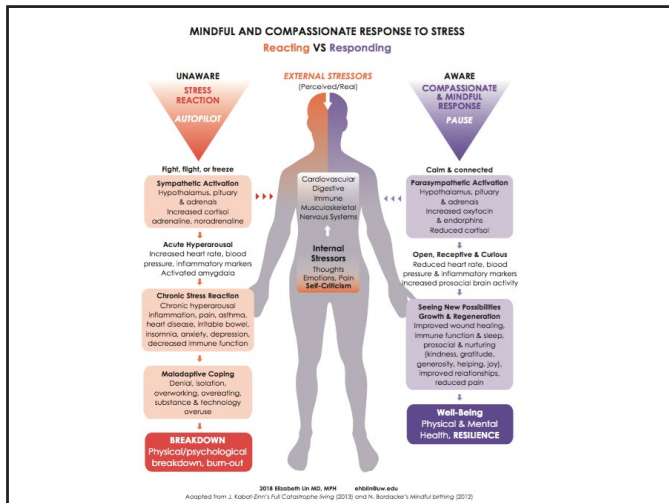 MINDFUL AND COMPASSIONATE RESPONSE TO STRESS
Reacting VS Responding
UNAWARE
STRESS
REACTION
AUTOPILOT
Fight, flight, or freeze
Sympathetic Activation
Hypothalamus, pituitary
& adrenals
Increased cortisol
adrenaline, noradrenaline
Acute Hyperarousal
Increased heart rate, blood
pressure, inflammatory markers
Activated amygdala
Chronic Stress Reaction
Chronic hyperarousal
inflammation, pain, asthma,
heart disease, irritable bowel,
insomnia, anxiety, depression,
decreased immune function
Maladaptive Coping
Denial, isolation,
overworking, overeating,
substance & technology
overuse
BREAKDOWN
Physical/psychological
breakdown, burn-out
EXTERNAL STRESSORS
(Perceived/Real)
Cardiovascular
Digestive
Immune
Musculoskeletal
Nervous Systems
Internal
Stressors
Thoughts
Emotions, Pain
Self-Criticism
AWARE
COMPASSIONATE
& MINDFUL
RESPONSE
PAUSE
Calm & connected
Parasympathetic Activation
Hypothalamus, pituitary
& adrenals
Increased oxytocin
& endorphins
Reduced cortisol
Open, Receptive & Curious
Reduced heart rate, blood
pressure & inflammatory markers
Increased prosocial brain activity
Seeing New Possibilities
Growth & Regeneration
Improved wound healing,
immune function & sleep,
prosocial & nurturing
(kindness, gratitude,
generosity, helping, joy),
improved relationships,
reduced pain
Well-Being
Physical & Mental
Health, RESILIENCE
2018 Elizabeth Lin MD, MPH ehblin@uw.edu
Adapted from J. Kabat-Zinn's Full Catastrophe living (2013) and N. Bardacke's Mindful birthing (2012)